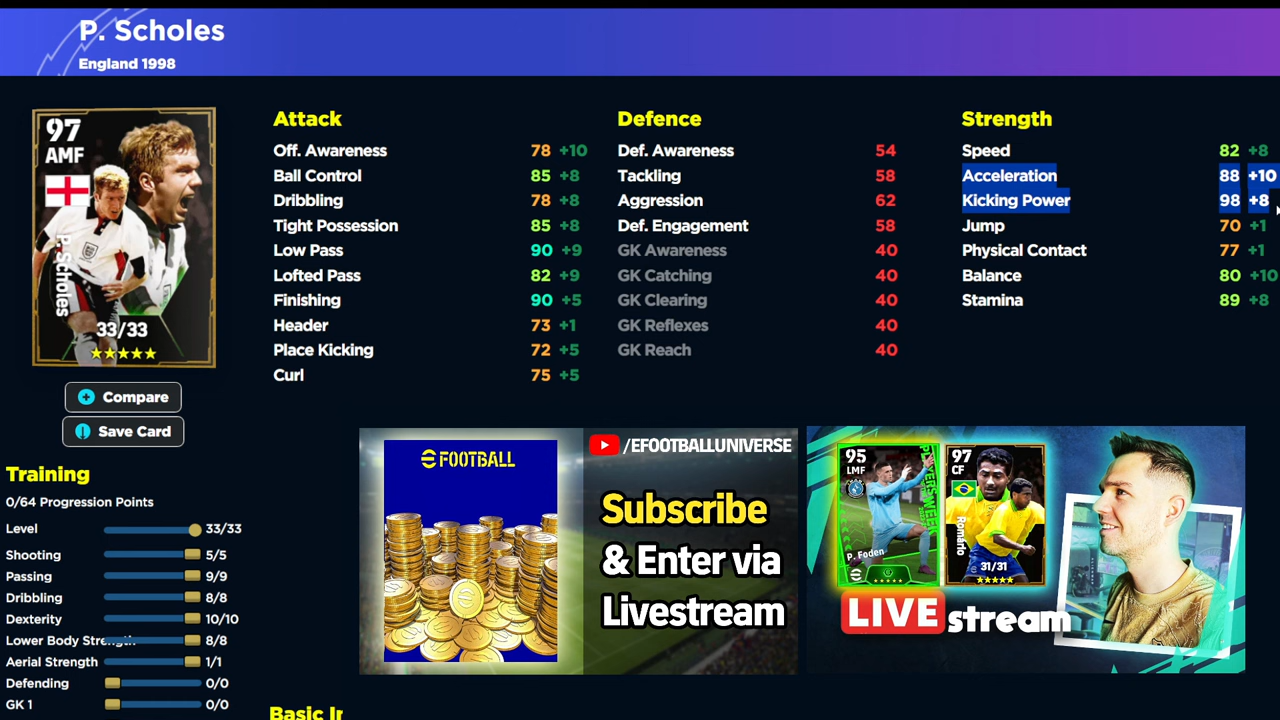 P. Scholes
England 1998
97
AMF
P. Scholes
33/33
Compare
Save Card
Attack
Off. Awareness 78 +10
Ball Control 85 +8
Dribbling 78 +8
Tight Possession 85 +8
Low Pass 90 +9
Lofted Pass 82 +9
Finishing 90 +5
Header 73 +1
Place Kicking 72 +5
Curl 75 +5
Defence
Def. Awareness 54
Tackling 58
Aggression 62
Def. Engagement 58
GK Awareness 40
GK Catching 40
GK Clearing 40
GK Reflexes 40
GK Reach 40
Strength
Speed 82 +8
Acceleration 88 +10
Kicking Power 98 +8
Jump 70 +1
Physical Contact 77 +1
Balance 80 +10
Stamina 89 +8
Training
0/64 Progression Points
Level 33/33
Shooting 5/5
Passing 9/9
Dribbling 8/8
Dexterity 10/10
Lower Body Strength 8/8
Aerial Strength 1/1
Defending 0/0
GK 1 0/0
eFOOTBALL
/EFOOTBALLUNIVERSE
Subscribe
& Enter via
Livestream
95
LMF
P. Foden
97
CF
Romário
31/31
LIVE
stream